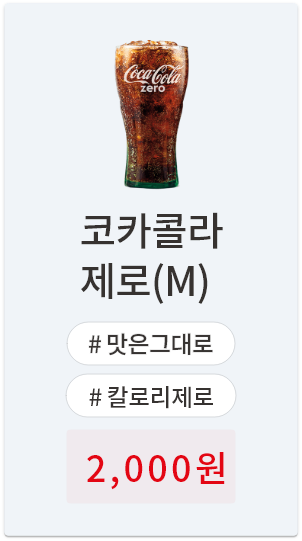 Coca-Cola
zero
코카콜라
제로(M)
# 맛은그대로
# 칼로리제로
2,000원